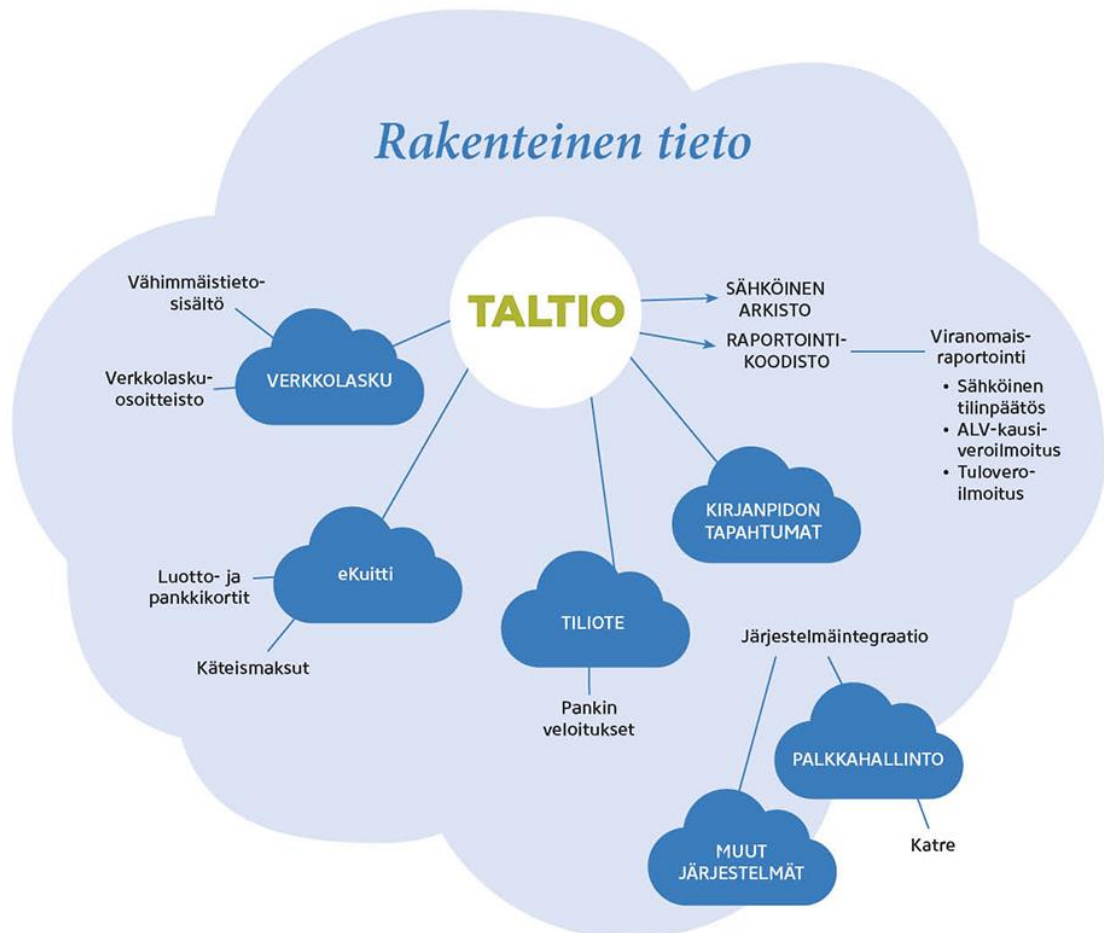 Rakenteinen tieto
TALTIO
Vähimmäistieto-
sisältö
Verkkolasku-
osoitteisto
VERKKOLASKU
SÄHKÖINEN
ARKISTO
RAPORTOINTI-
KOODISTO
Viranomais-
raportointi
• Sähköinen
tilinpäätös
• ALV-kausi-
veroilmoitus
• Tulovero-
ilmoitus
KIRJANPIDON
TAPAHTUMAT
eKuitti
Luotto- ja
pankkikortit
Käteismaksut
TILIOTE
Pankin
veloitukset
Järjestelmäintegraatio
PALKKAHALLINTO
Katre
MUUT
JÄRJESTELMÄT